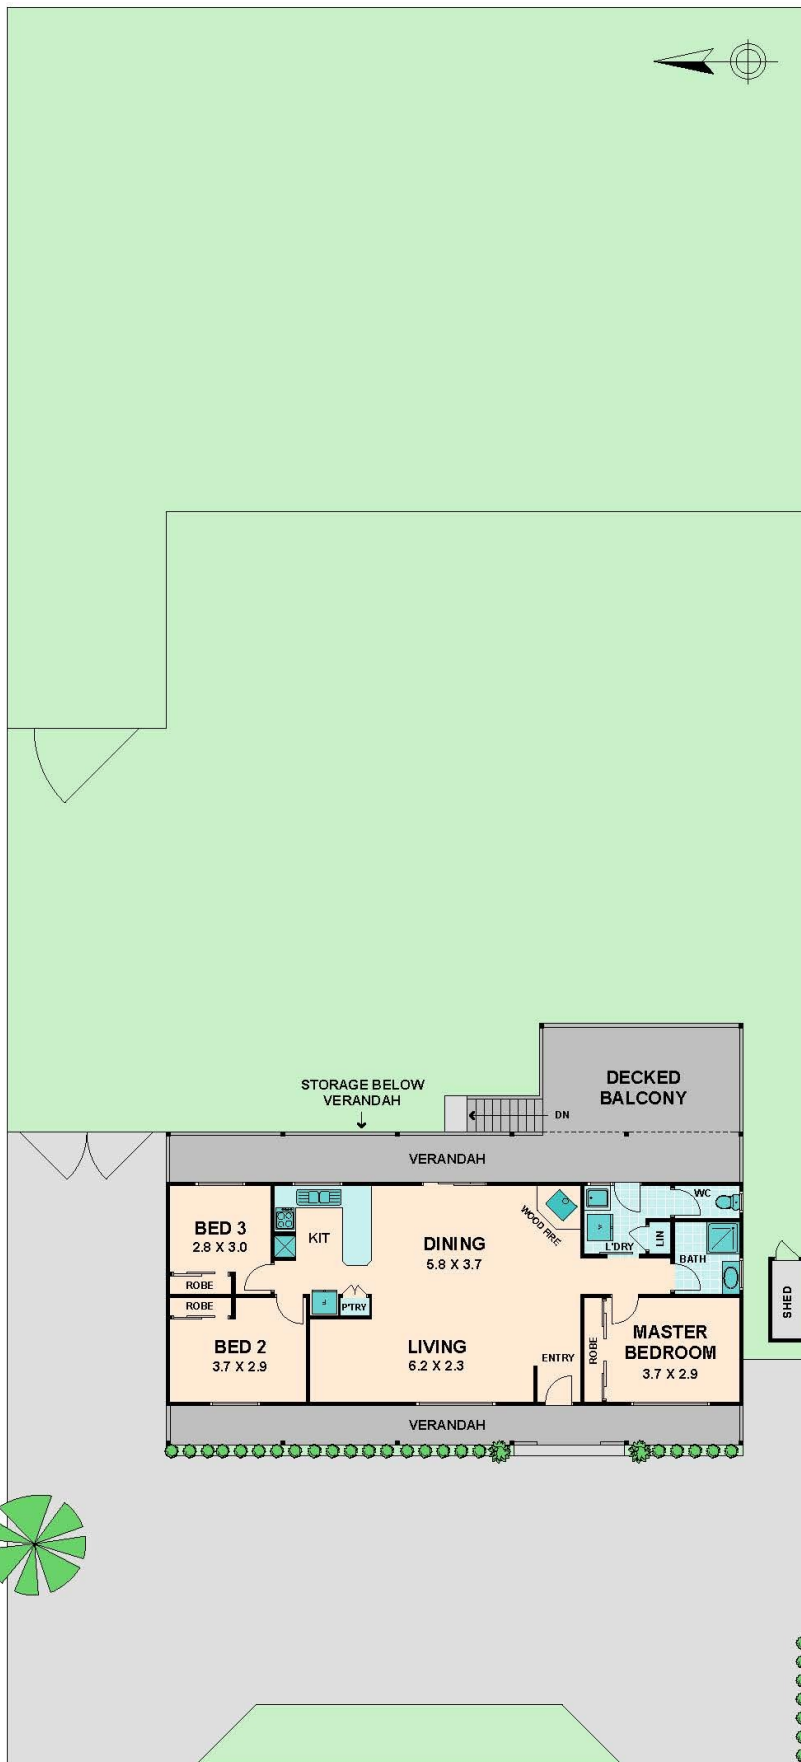 DECKED
BALCONY
STORAGE BELOW
VERANDAH
DN
VERANDAH
WC
BED 3
2.8 X 3.0
KIT
DINING
5.8 X 3.7
WOOD FIRE
L'DRY
LIN
BATH
ROBE
ROBE
F
P'TRY
SHED
BED 2
3.7 X 2.9
LIVING
6.2 X 2.3
ENTRY
ROBE
MASTER
BEDROOM
3.7 X 2.9
VERANDAH